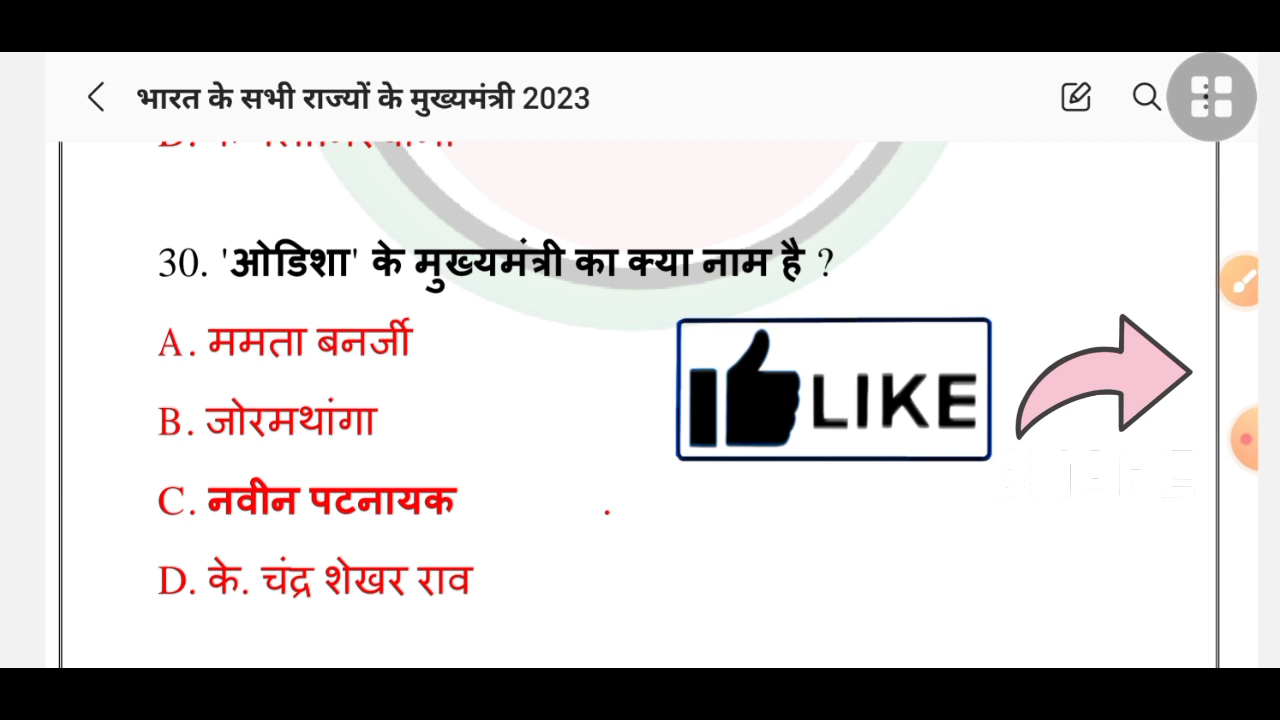 भारत के सभी राज्यों के मुख्यमंत्री 2023
30. 'ओडिशा' के मुख्यमंत्री का क्या नाम है ?
A. ममता बनर्जी
B. जोरमथांगा
C. नवीन पटनायक
D. के. चंद्र शेखर राव
LIKE